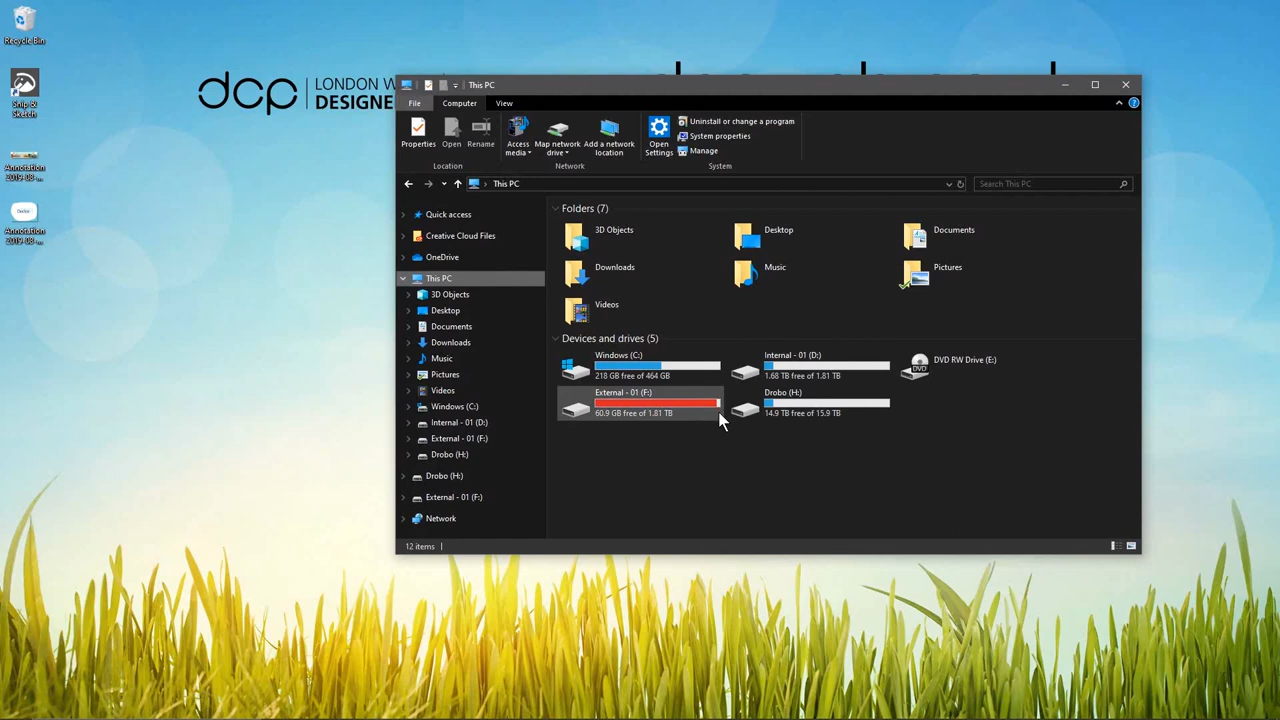 Recycle Bin
Snip & Sketch
Annotation 2019-08-...
Annotation 2019-08-...
dcp
LONDON W
DESIGNE
This PC
File
Computer
View
Properties
Open
Rename
Access media
Map network drive
Add a network location
Open Settings
Uninstall or change a program
System properties
Manage
Location
Network
System
This PC
Search This PC
Quick access
Creative Cloud Files
OneDrive
This PC
3D Objects
Desktop
Documents
Downloads
Music
Pictures
Videos
Windows (C:)
Internal - 01 (D:)
External - 01 (F:)
Drobo (H:)
Drobo (H:)
External - 01 (F:)
Network
Folders (7)
3D Objects
Desktop
Documents
Downloads
Music
Pictures
Videos
Devices and drives (5)
Windows (C:)
218 GB free of 464 GB
Internal - 01 (D:)
1.68 TB free of 1.81 TB
DVD RW Drive (E:)
DVD
External - 01 (F:)
60.9 GB free of 1.81 TB
Drobo (H:)
14.9 TB free of 15.9 TB
12 items